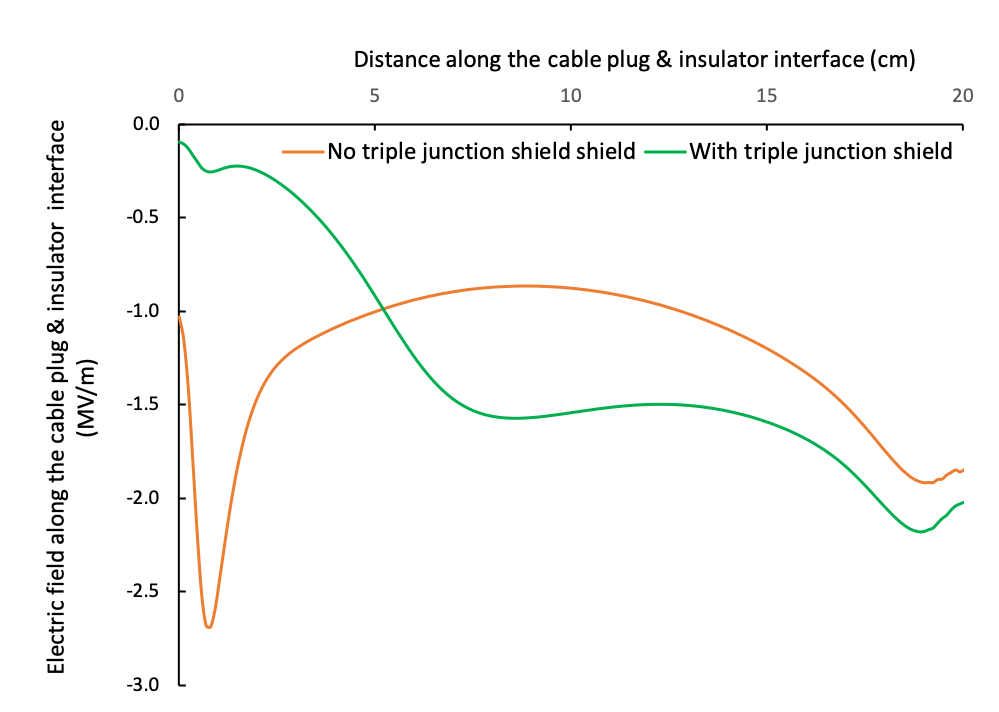 Distance along the cable plug & insulator interface (cm)
0 5 10 15 20
No triple junction shield shield With triple junction shield
Electric field along the cable plug & insulator interface
(MV/m)
0.0
-0.5
-1.0
-1.5
-2.0
-2.5
-3.0